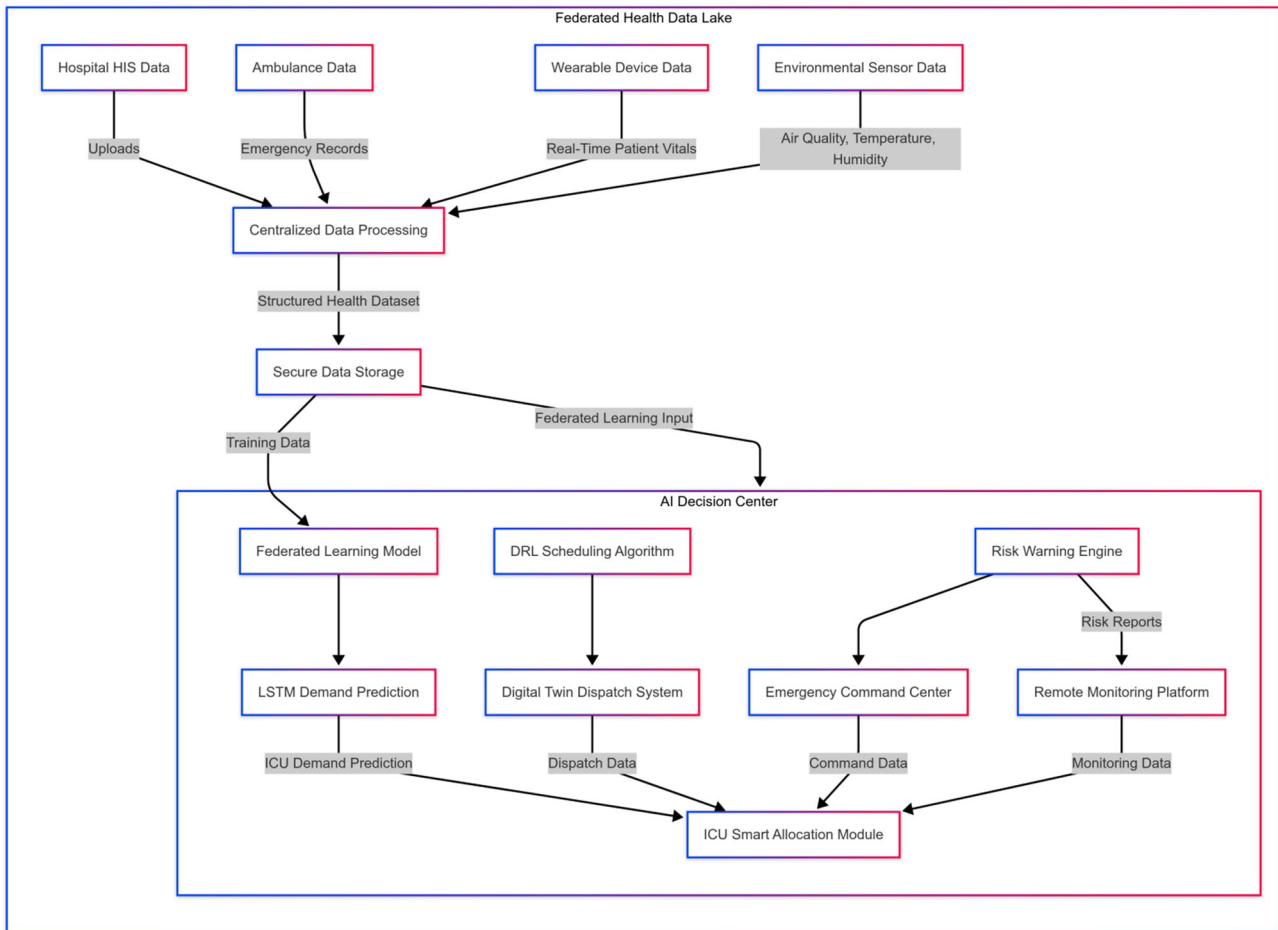 Federated Health Data Lake
Hospital HIS Data
Ambulance Data
Wearable Device Data
Environmental Sensor Data
Uploads
Emergency Records
Real-Time Patient Vitals
Air Quality, Temperature,
Humidity
Centralized Data Processing
Structured Health Dataset
Secure Data Storage
Federated Learning Input
Training Data
AI Decision Center
Federated Learning Model
DRL Scheduling Algorithm
Risk Warning Engine
Risk Reports
LSTM Demand Prediction
Digital Twin Dispatch System
Emergency Command Center
Remote Monitoring Platform
ICU Demand Prediction
Dispatch Data
Command Data
Monitoring Data
ICU Smart Allocation Module